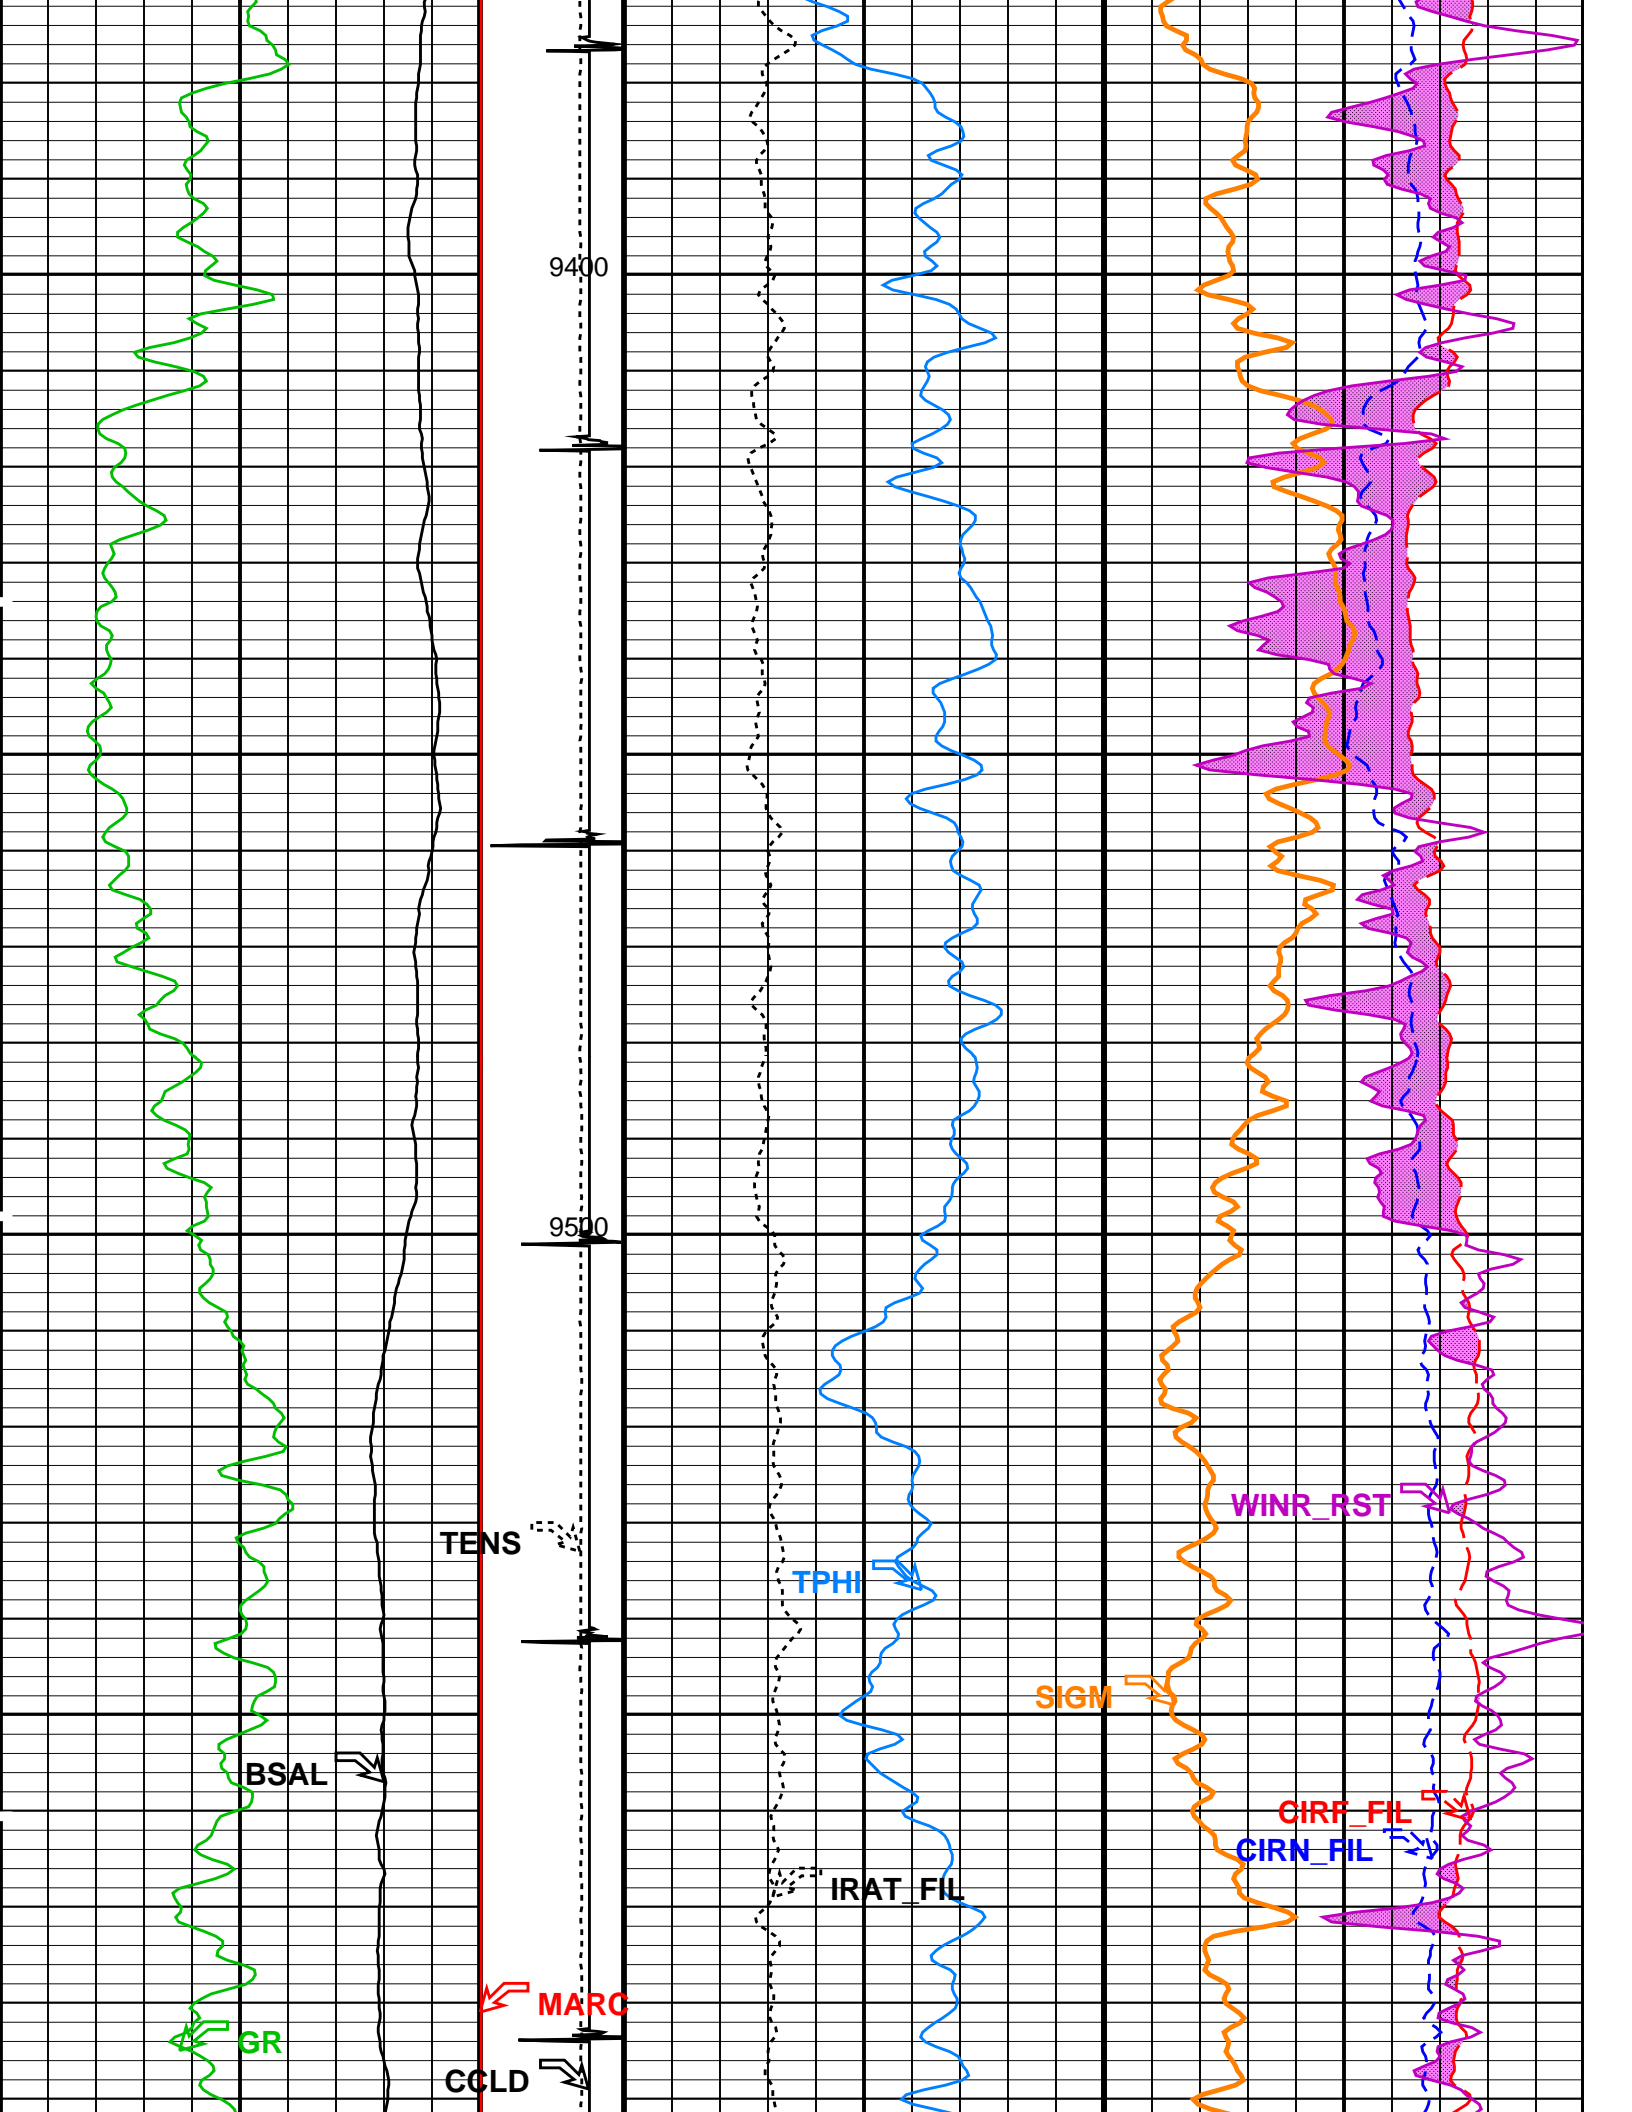 9400
9500
WINR_RST
TENS
TPHI
SIGM
BSAL
CIRF_FIL
CIRN_FIL
IRAT_FIL
MARC
GR
CCLD